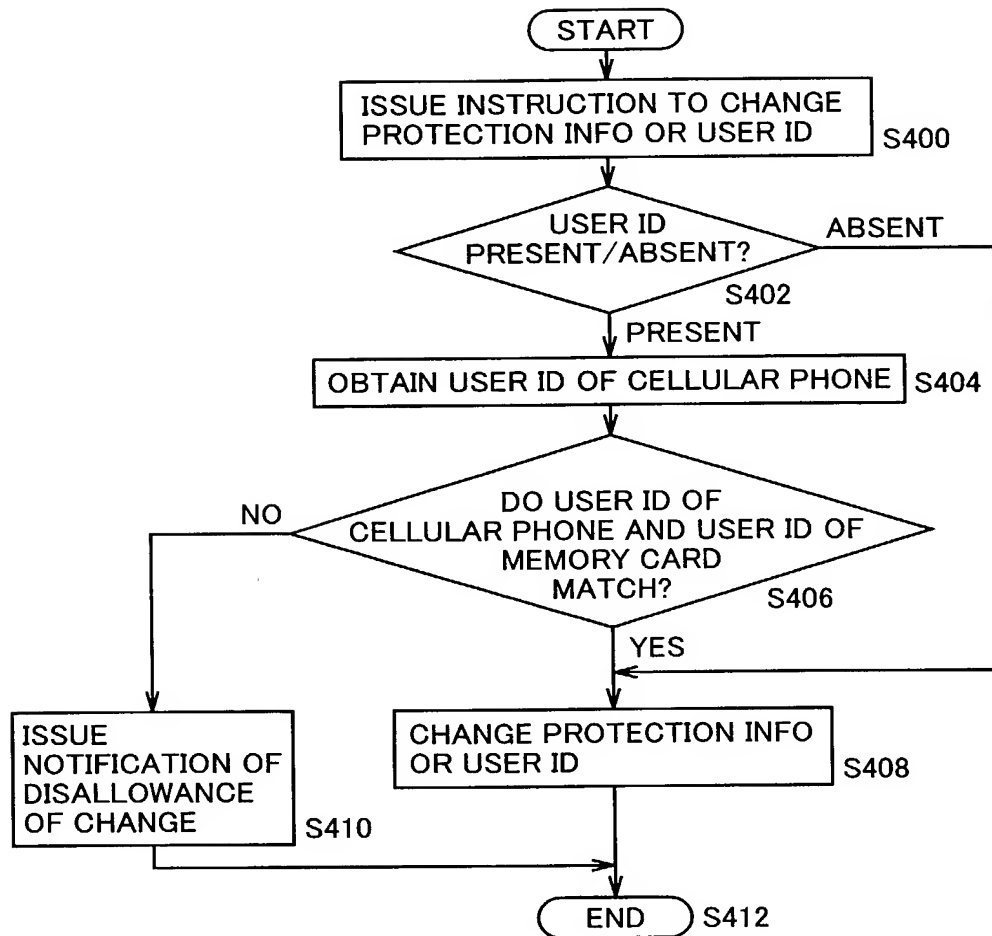 START
ISSUE INSTRUCTION TO CHANGE
PROTECTION INFO OR USER ID
S400
USER ID
PRESENT/ABSENT?
ABSENT
S402
PRESENT
OBTAIN USER ID OF CELLULAR PHONE
S404
NO
DO USER ID OF
CELLULAR PHONE AND USER ID OF
MEMORY CARD
MATCH?
S406
YES
ISSUE
NOTIFICATION OF
DISALLOWANCE
OF CHANGE
S410
CHANGE PROTECTION INFO
OR USER ID
S408
END
S412